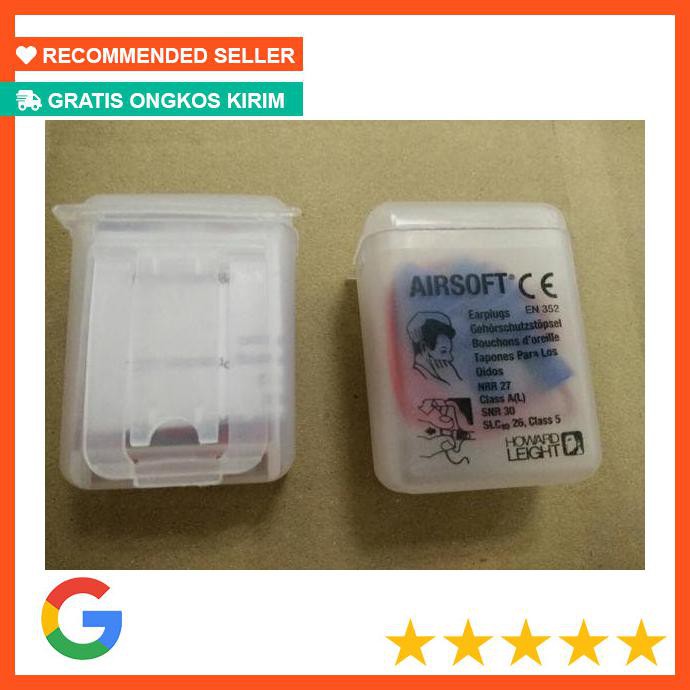 RECOMMENDED SELLER
GRATIS ONGKOS KIRIM
AIRSOFT® CE
Earplugs EN 352
Gehörschutzstöpsel
Bouchons d'oreille
Tapones Para Los
Oidos
NRR 27
Class A(L)
SNR 30
SLC80 26, Class 5
HOWARD
LEIGHT
G